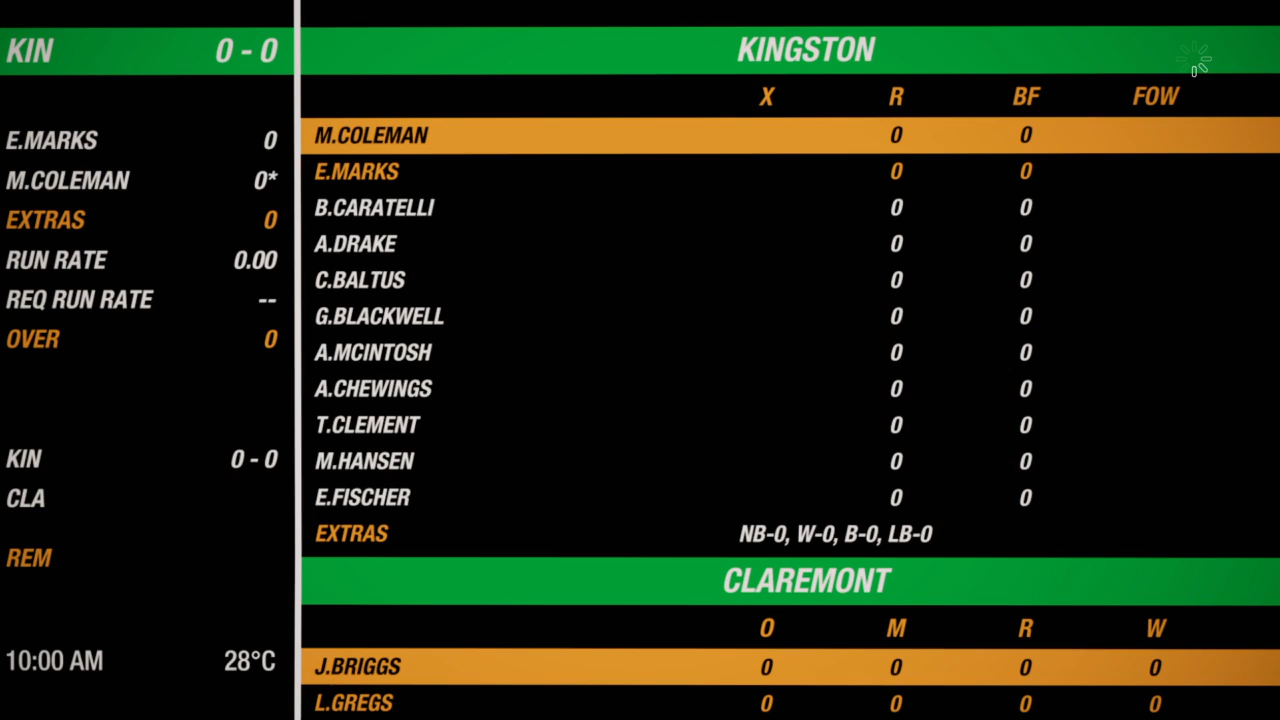 KIN 0 - 0
E.MARKS 0
M.COLEMAN 0*
EXTRAS 0
RUN RATE 0.00
REQ RUN RATE --
OVER 0
KIN 0 - 0
CLA
REM
10:00 AM 28°C
KINGSTON
X R BF FOW
M.COLEMAN 0 0
E.MARKS 0 0
B.CARATELLI 0 0
A.DRAKE 0 0
C.BALTUS 0 0
G.BLACKWELL 0 0
A.MCINTOSH 0 0
A.CHEWINGS 0 0
T.CLEMENT 0 0
M.HANSEN 0 0
E.FISCHER 0 0
EXTRAS NB-0, W-0, B-0, LB-0
CLAREMONT
O M R W
J.BRIGGS 0 0 0 0
L.GREGS 0 0 0 0